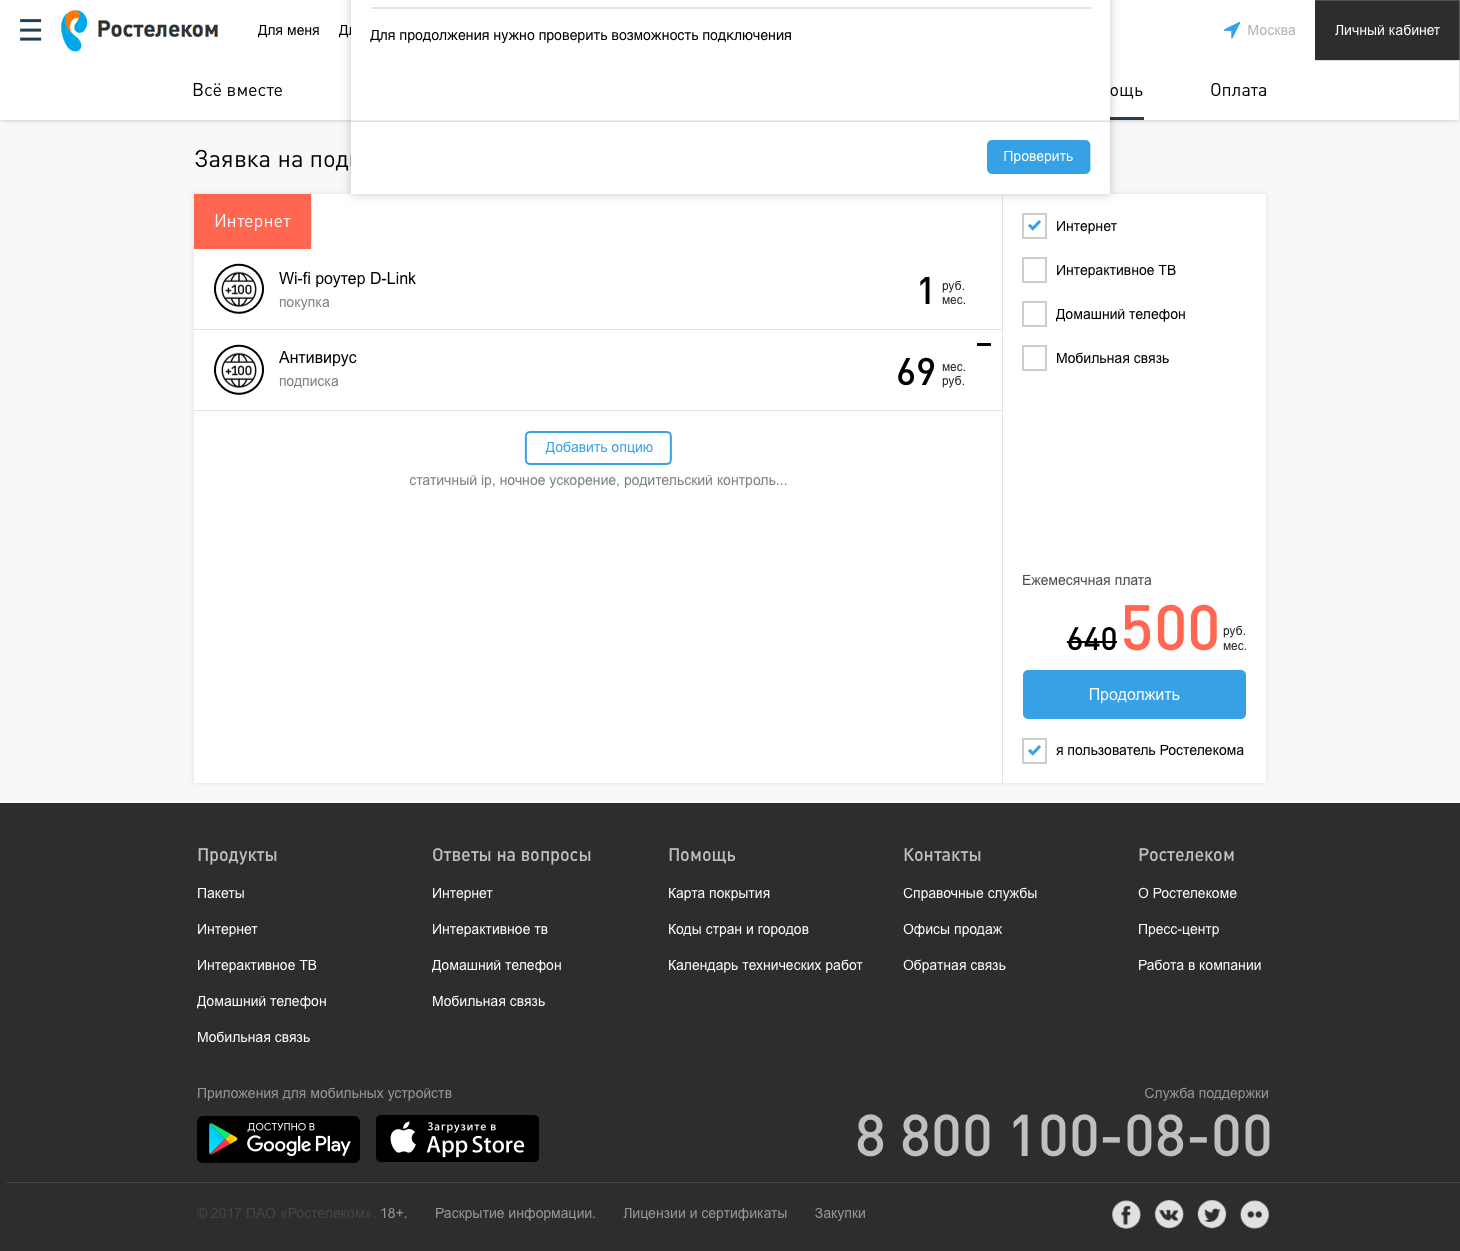 Ростелеком
Для меня
Для продолжения нужно проверить возможность подключения
Москва
Личный кабинет
Всё вместе
Оплата
Проверить
Заявка на
Интернет
Wi-fi роутер D-Link
покупка
+100
1 руб. мес.
Антивирус
подписка
+100
69 мес. руб.
Добавить опцию
статичный ip, ночное ускорение, родительский контроль...
Интернет
Интерактивное ТВ
Домашний телефон
Мобильная связь
Ежемесячная плата
640 500 руб. мес.
Продолжить
я пользователь Ростелекома
Продукты
Пакеты
Интернет
Интерактивное ТВ
Домашний телефон
Мобильная связь
Ответы на вопросы
Интернет
Интерактивное тв
Домашний телефон
Мобильная связь
Помощь
Карта покрытия
Коды стран и городов
Календарь технических работ
Контакты
Справочные службы
Офисы продаж
Обратная связь
Ростелеком
О Ростелекоме
Пресс-центр
Работа в компании
Приложения для мобильных устройств
ДОСТУПНО В
Google Play
Загрузите в
App Store
Служба поддержки
8 800 100-08-00
© 2017 ПАО «Ростелеком». 18+.
Раскрытие информации.
Лицензии и сертификаты
Закупки